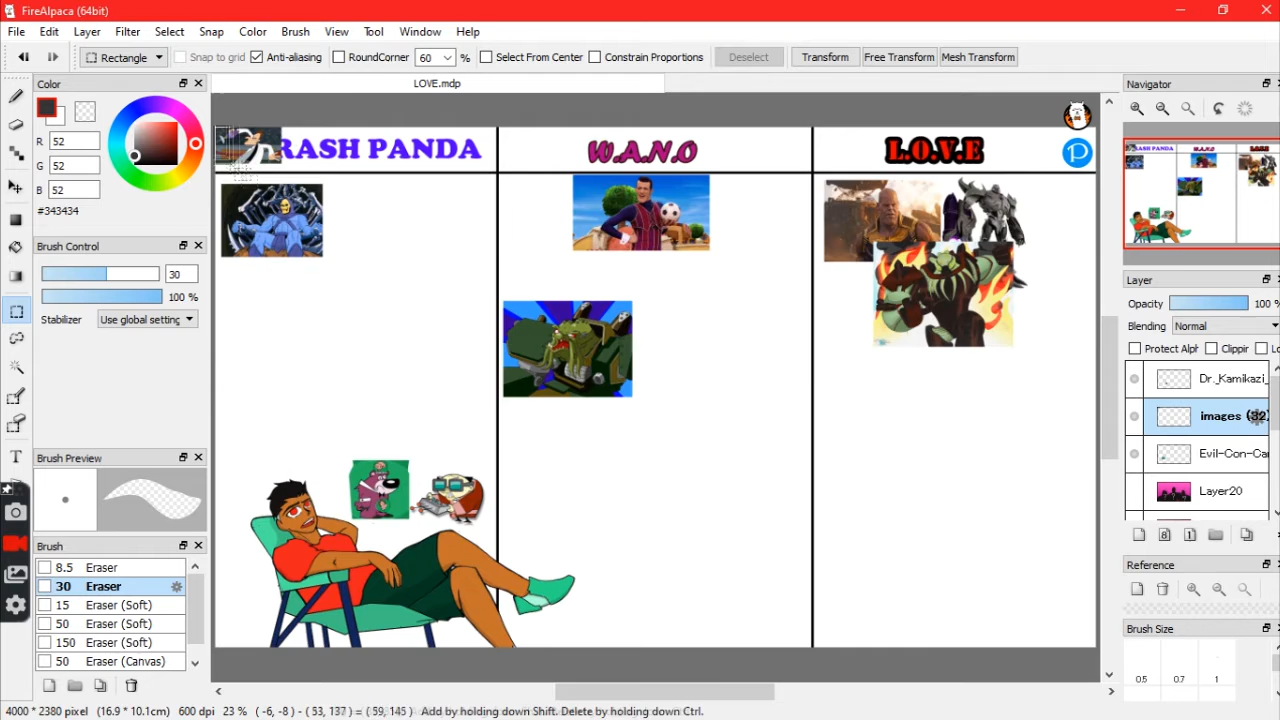 FireAlpaca (64bit)
File Edit Layer Filter Select Snap Color Brush View Tool Window Help
Rectangle Snap to grid Anti-aliasing RoundCorner 60 % Select From Center Constrain Proportions Deselect Transform Free Transform Mesh Transform
Color
LOVE.mdp
Navigator
R 52
G 52
B 52
#343434
RASH PANDA
W.A.N.O
L.O.V.E
P
RASH PANDA W.A.N.O L.O.V.E
Brush Control
30
100 %
Stabilizer Use global setting
Layer
Opacity 100 %
Blending Normal
Protect Alph Clippin Lo
Dr._Kamikazi_
images (32)
Evil-Con-Car
Layer20
T
Brush Preview
Brush
8.5 Eraser
30 Eraser
15 Eraser (Soft)
50 Eraser (Soft)
150 Eraser (Soft)
50 Eraser (Canvas)
8 1
Reference
Brush Size
0.5 0.7 1
4000 * 2380 pixel (16.9 * 10.1cm) 600 dpi 23 % ( -6, -8 ) - ( 53, 137 ) = ( 59, 145 ) Add by holding down Shift. Delete by holding down Ctrl.